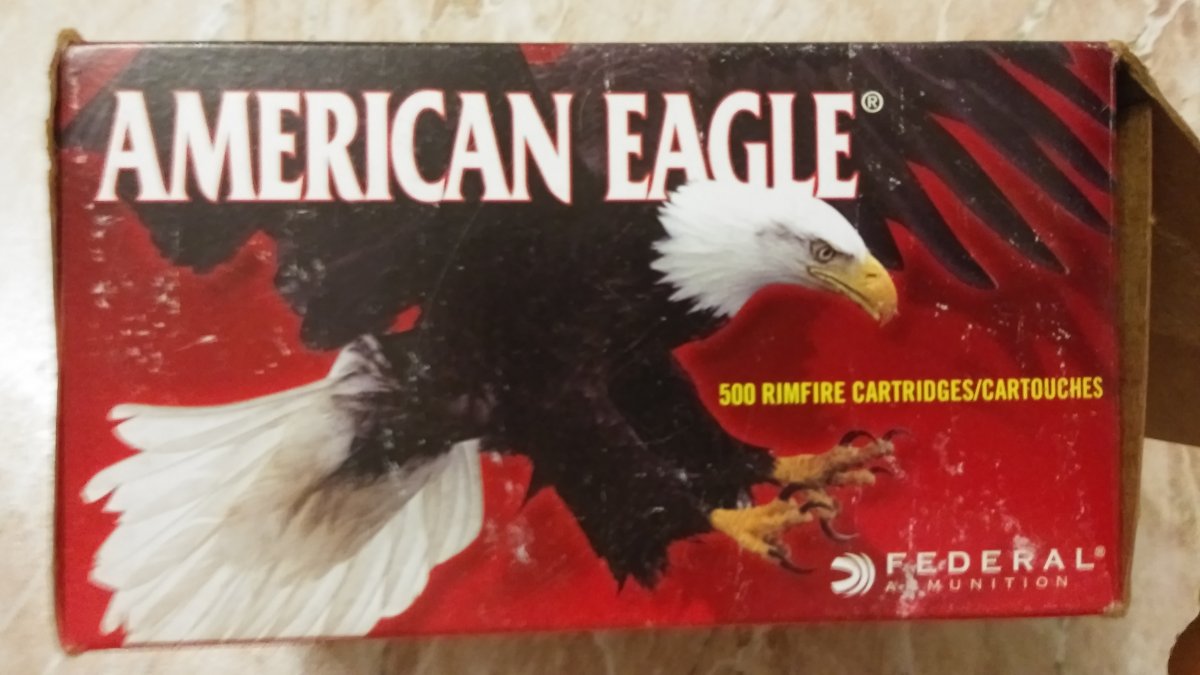 AMERICAN EAGLE®
500 RIMFIRE CARTRIDGES/CARTOUCHES
FEDERAL®
AMMUNITION